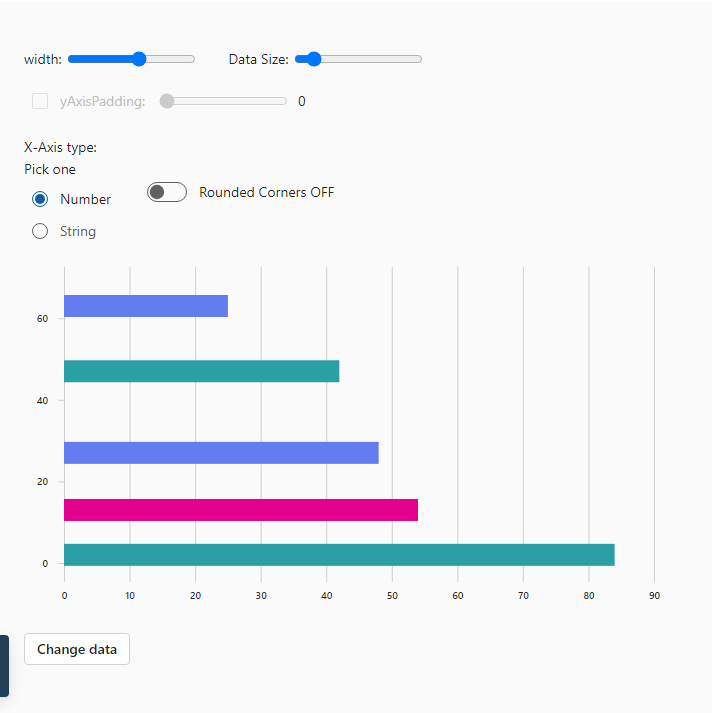 width: Data Size:
yAxisPadding: 0
X-Axis type:
Pick one
Number
Rounded Corners OFF
String
60
40
20
0
0 10 20 30 40 50 60 70 80 90
Change data